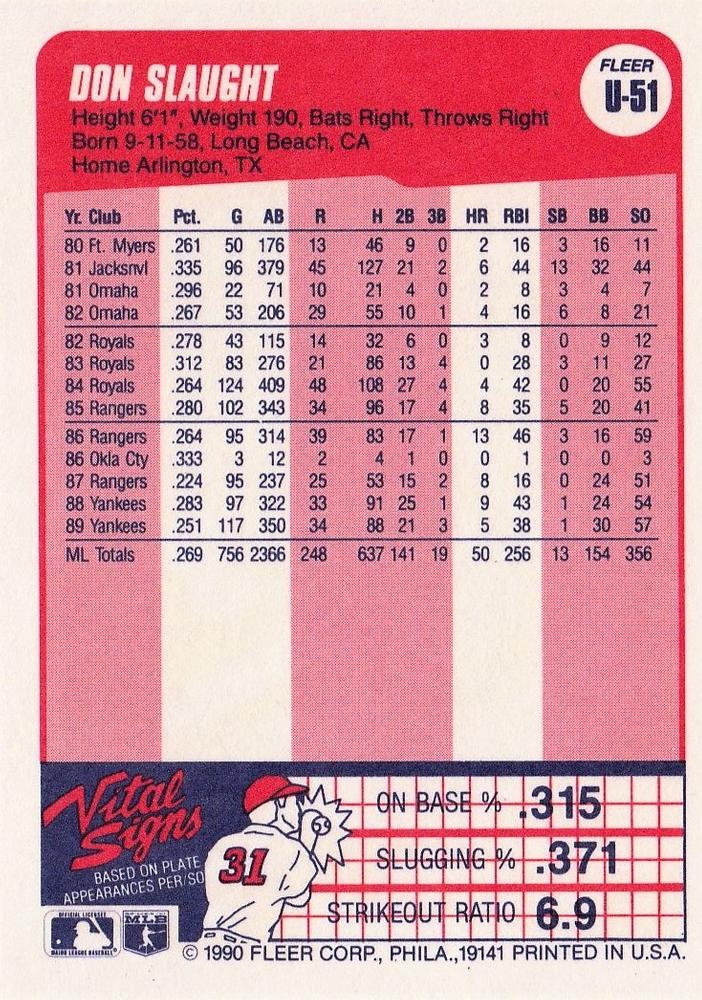 DON SLAUGHT
FLEER
U-51
Height 6'1", Weight 190, Bats Right, Throws Right
Born 9-11-58, Long Beach, CA
Home Arlington, TX
Yr. Club Pct. G AB R H 2B 3B HR RBI SB BB SO
80 Ft. Myers .261 50 176 13 46 9 0 2 16 3 16 11
81 Jacksnvl .335 96 379 45 127 21 2 6 44 13 32 44
81 Omaha .296 22 71 10 21 4 0 2 8 3 4 7
82 Omaha .267 53 206 29 55 10 1 4 16 6 8 21
82 Royals .278 43 115 14 32 6 0 3 8 0 9 12
83 Royals .312 83 276 21 86 13 4 0 28 3 11 27
84 Royals .264 124 409 48 108 27 4 4 42 0 20 55
85 Rangers .280 102 343 34 96 17 4 8 35 5 20 41
86 Rangers .264 95 314 39 83 17 1 13 46 3 16 59
86 Okla Cty .333 3 12 2 4 1 0 0 1 0 0 3
87 Rangers .224 95 237 25 53 15 2 8 16 0 24 51
88 Yankees .283 97 322 33 91 25 1 9 43 1 24 54
89 Yankees .251 117 350 34 88 21 3 5 38 1 30 57
ML Totals .269 756 2366 248 637 141 19 50 256 13 154 356
Vital
Signs
BASED ON PLATE
APPEARANCES PER/SO
31
ON BASE % .315
SLUGGING % .371
STRIKEOUT RATIO 6.9
OFFICIAL LICENSEE
MAJOR LEAGUE BASEBALL
MLB
© 1990 FLEER CORP., PHILA.,19141 PRINTED IN U.S.A.